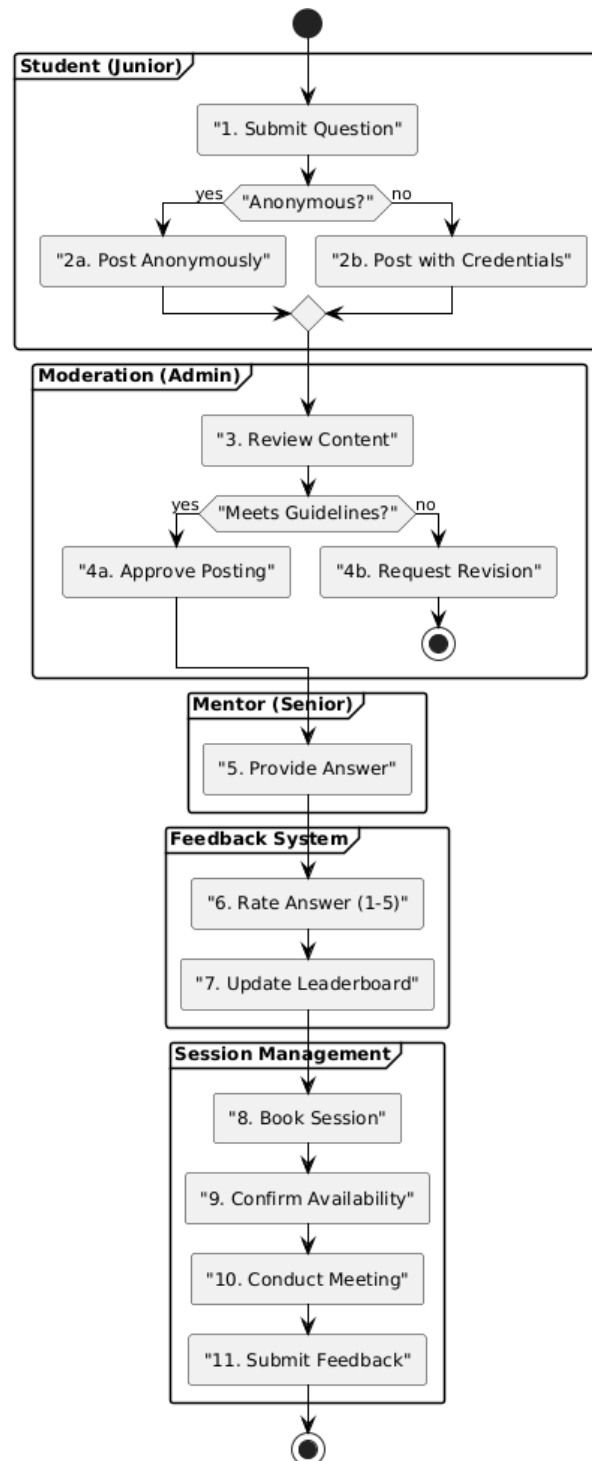 Student (Junior)
"1. Submit Question"
yes
"Anonymous?"
no
"2a. Post Anonymously"
"2b. Post with Credentials"
Moderation (Admin)
"3. Review Content"
yes
"Meets Guidelines?"
no
"4a. Approve Posting"
"4b. Request Revision"
Mentor (Senior)
"5. Provide Answer"
Feedback System
"6. Rate Answer (1-5)"
"7. Update Leaderboard"
Session Management
"8. Book Session"
"9. Confirm Availability"
"10. Conduct Meeting"
"11. Submit Feedback"